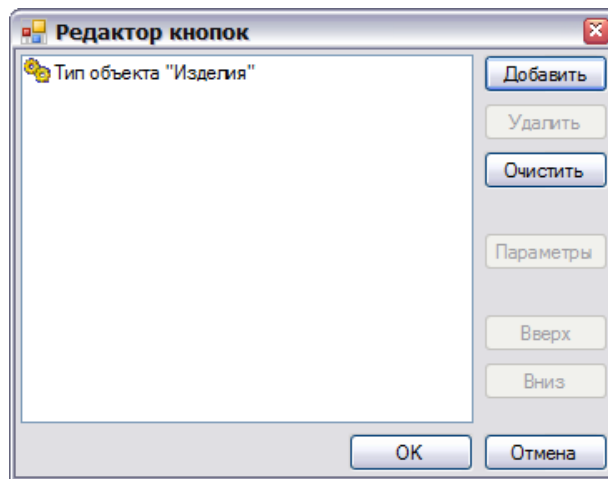 Редактор кнопок
Тип объекта "Изделия"
Добавить
Удалить
Очистить
Параметры
Вверх
Вниз
OK
Отмена